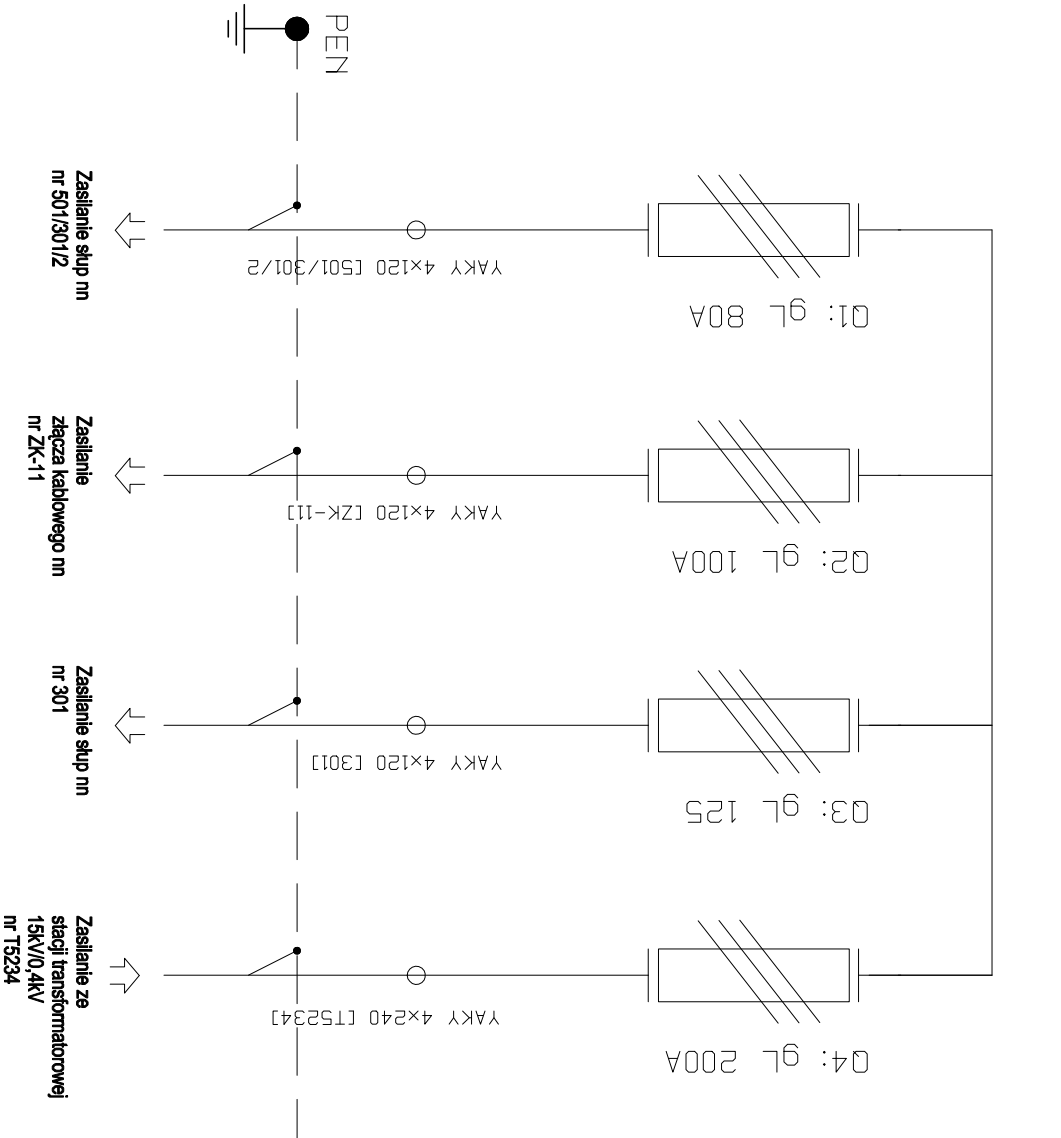 PEN
Q1: gL 80A
YAKY 4x120 [501/301/2
Zasilanie słup nn
nr 501/301/2
Q2: gL 100A
YAKY 4x120 [ZK-11]
Zasilanie
złącza kablowego nn
nr ZK-11
Q3: gL 125
YAKY 4x120 [301]
Zasilanie słup nn
nr 301
Q4: gL 200A
YAKY 4x240 [T5234]
Zasilanie ze
stacji transformatorowej
15kV/0,4kV
nr T5234